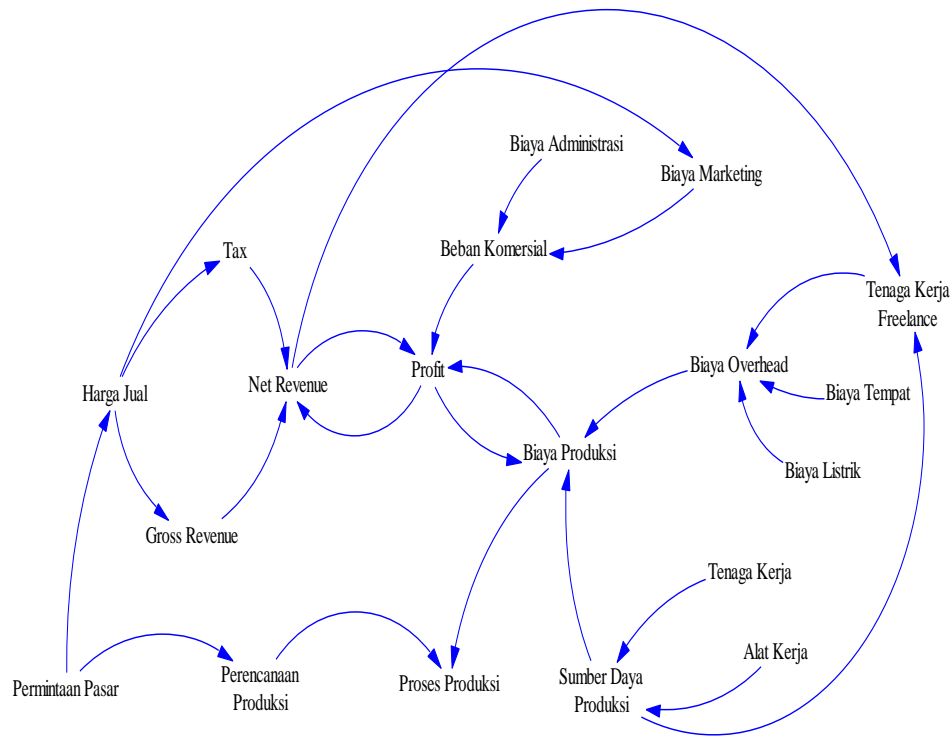 Biaya Administrasi
Biaya Marketing
Tax
Beban Komersial
Tenaga Kerja
Freelance
Harga Jual
Net Revenue
Profit
Biaya Overhead
Biaya Tempat
Biaya Produksi
Biaya Listrik
Gross Revenue
Tenaga Kerja
Alat Kerja
Permintaan Pasar
Perencanaan
Produksi
Proses Produksi
Sumber Daya
Produksi